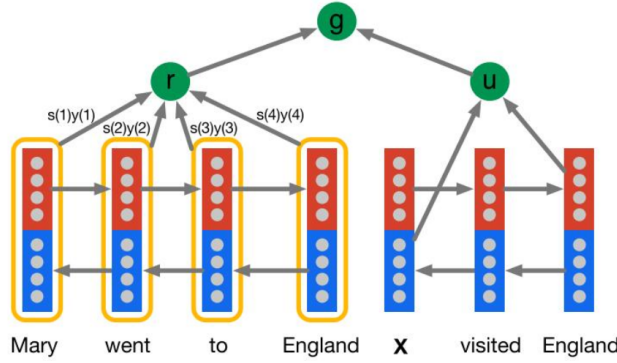 g
r
u
s(1)y(1)
s(2)y(2)
s(3)y(3)
s(4)y(4)
Mary went to England X visited England